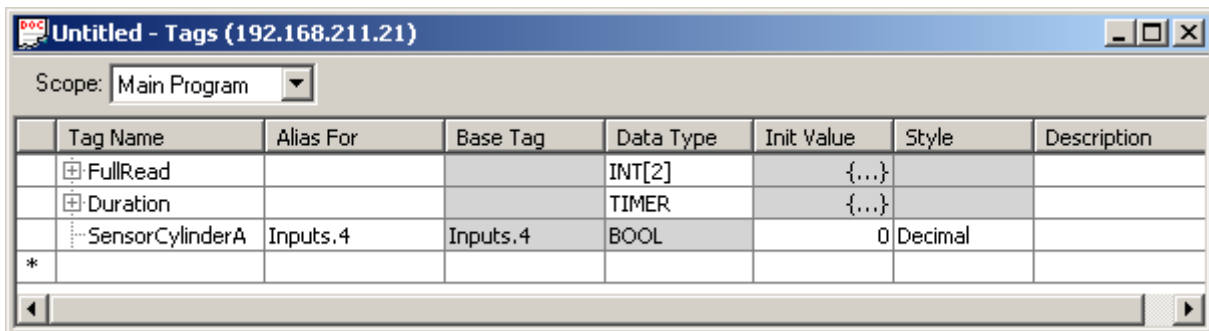 Untitled - Tags (192.168.211.21)
Scope: Main Program
Tag Name Alias For Base Tag Data Type Init Value Style Description
FullRead INT[2] {...}
Duration TIMER {...}
SensorCylinderA Inputs.4 Inputs.4 BOOL 0 Decimal
*